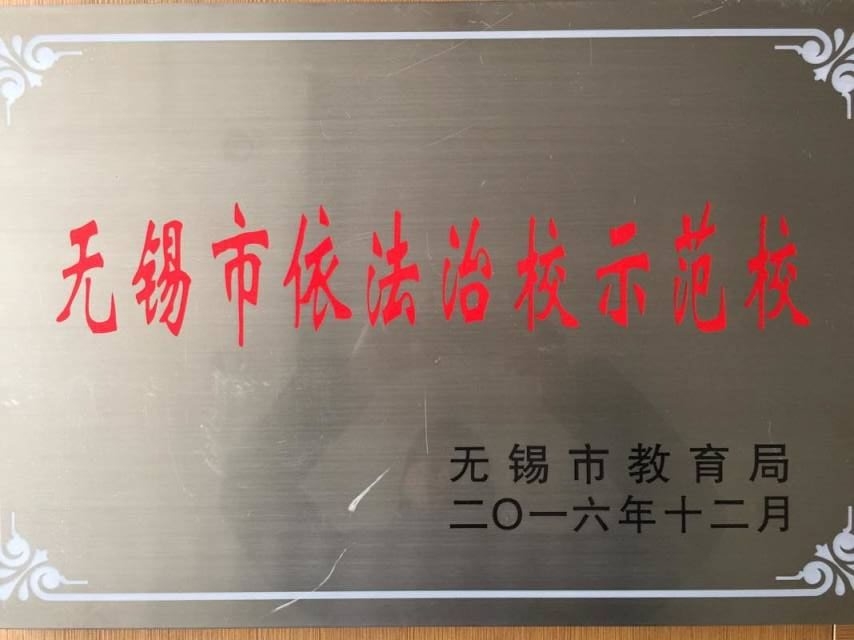 无锡市依法治校示范校
无锡市教育局
二〇一六年十二月